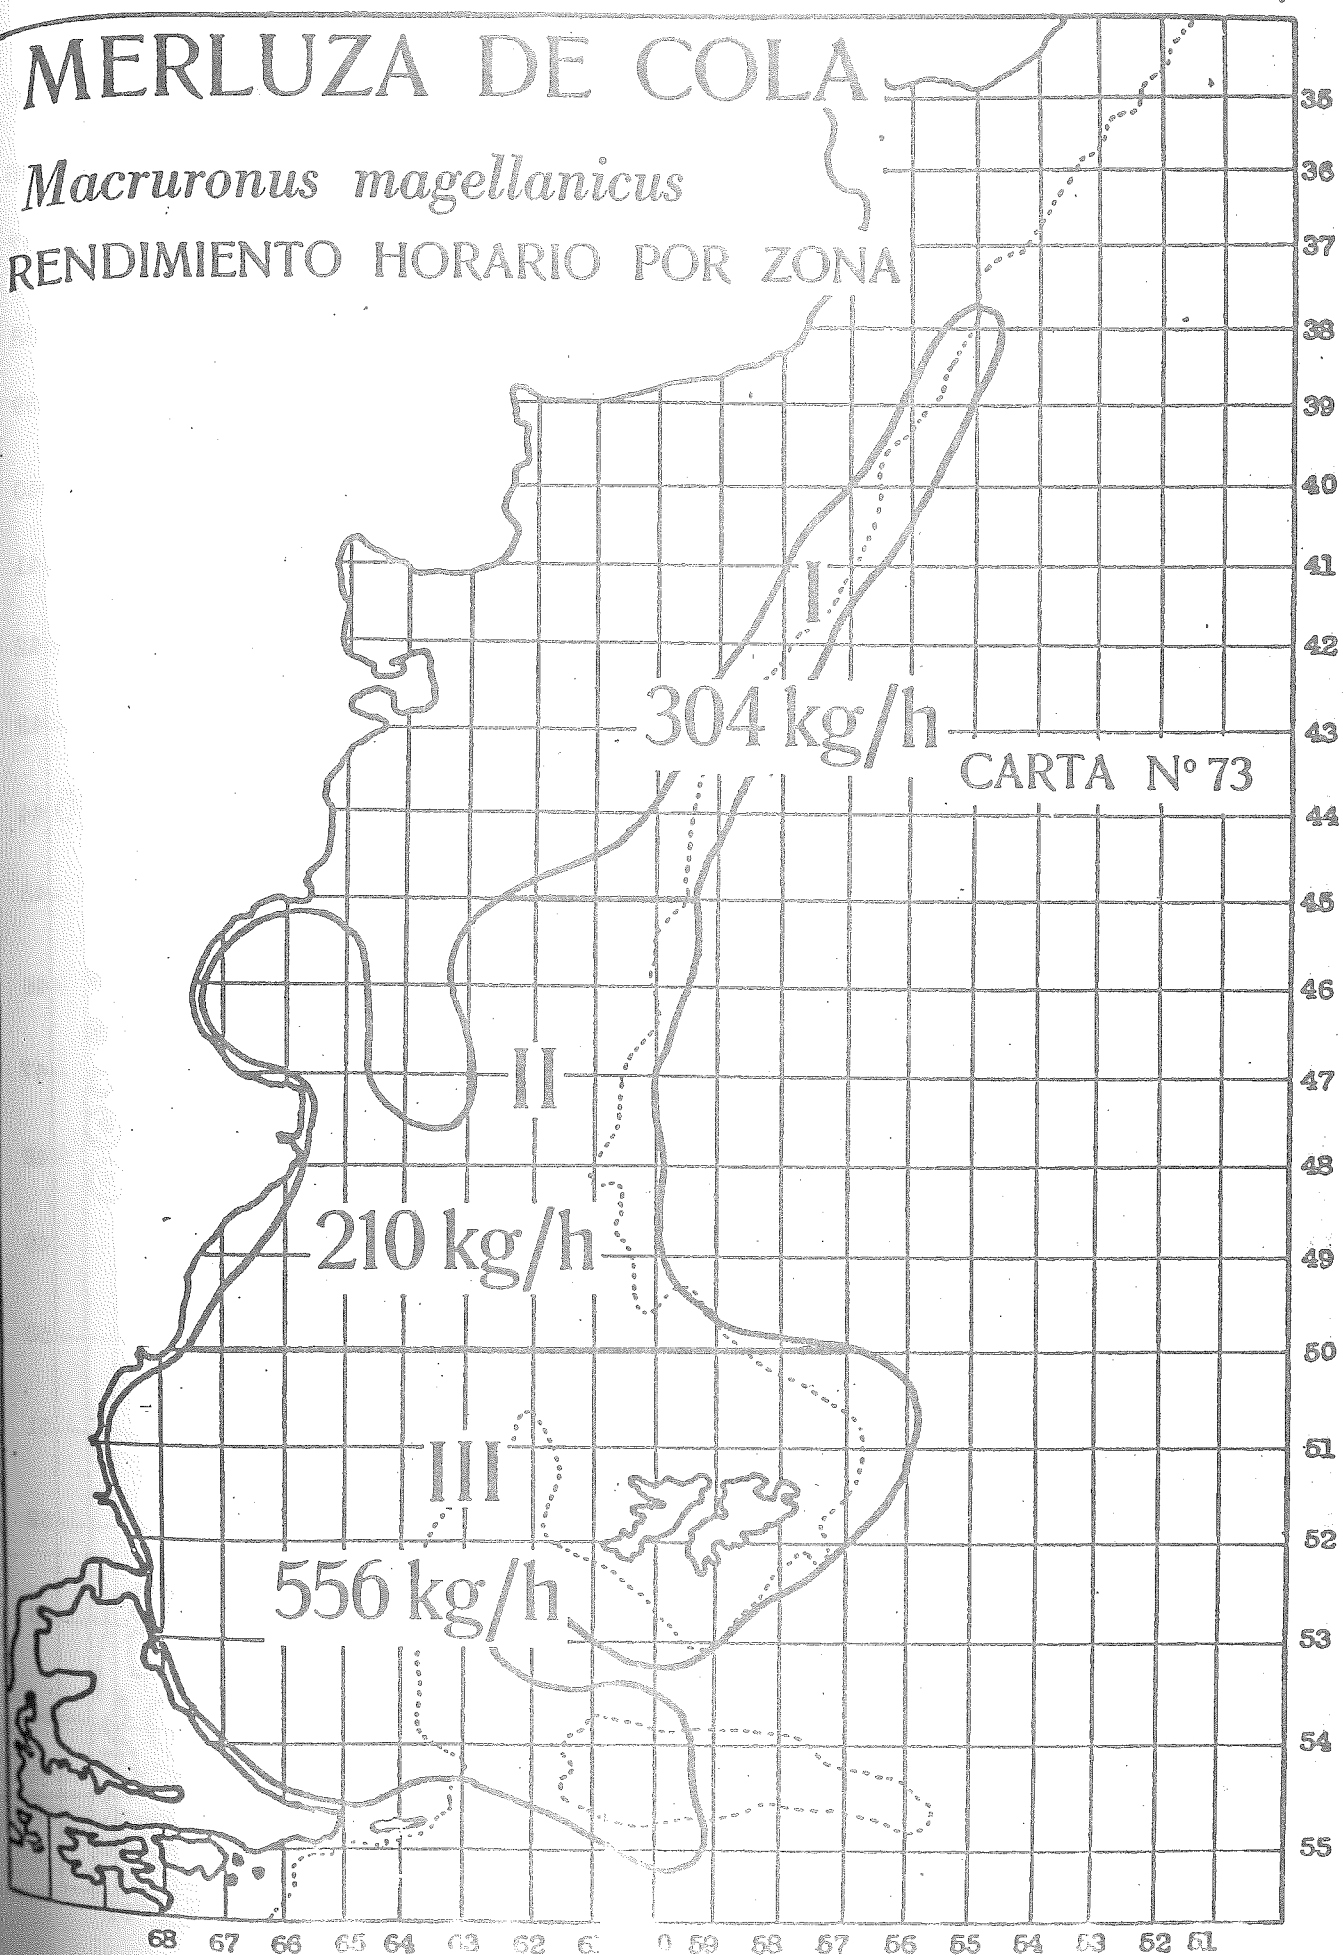 MERLUZA DE COLA
Macruronus magellanicus
RENDIMIENTO HORARIO POR ZONA
35
36
37
38
39
40
41
I
42
304 kg/h
43
CARTA Nº 73
44
45
46
II
47
48
210 kg/h
49
50
51
III
52
556 kg/h
53
54
55
68 67 66 65 64 63 62 59 58 57 56 55 54 53 52 51